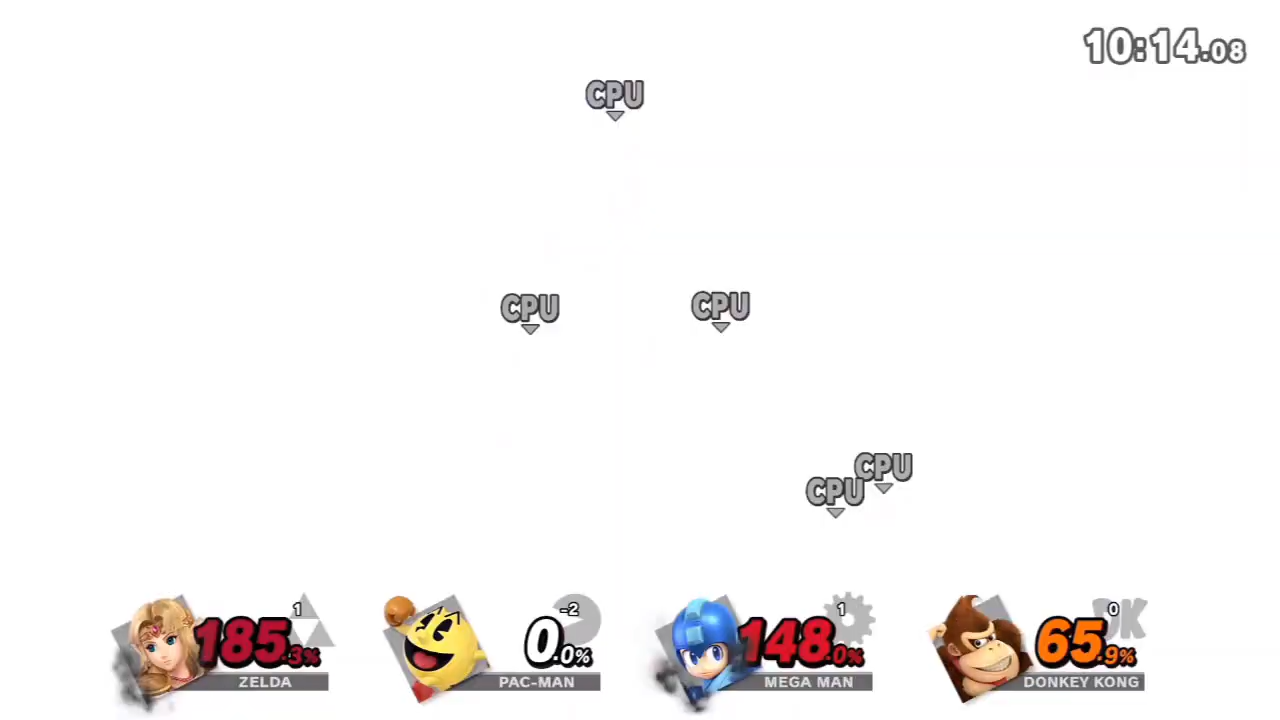 10:14.08
CPU
CPU
CPU
CPU
CPU
1
185.3%
ZELDA
-2
0.0%
PAC-MAN
1
148.0%
MEGA MAN
0
DK
65.9%
DONKEY KONG